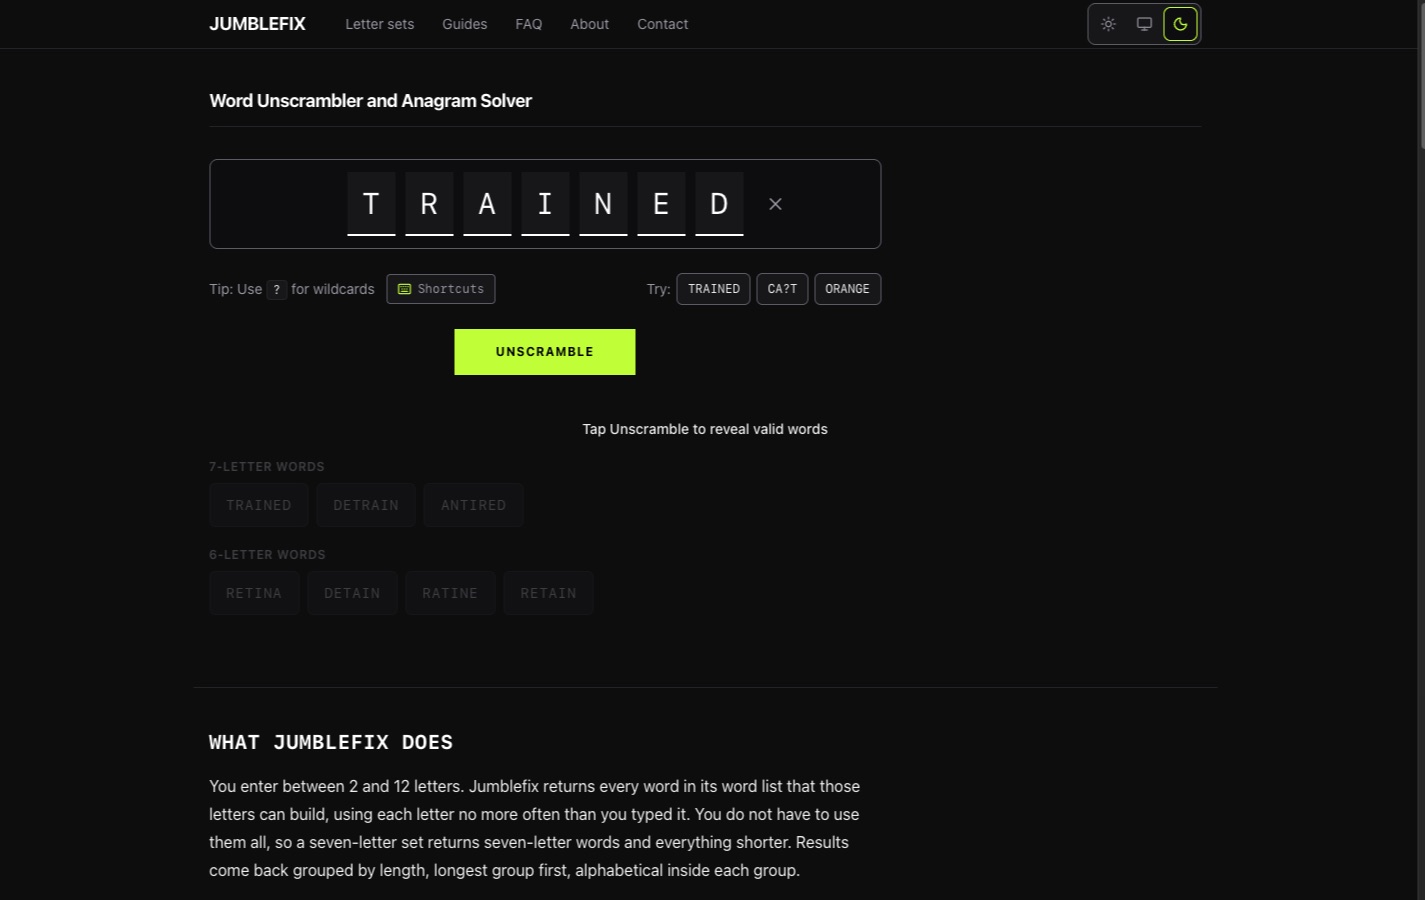 JUMBLEFIX Letter sets Guides FAQ About Contact
Word Unscrambler and Anagram Solver
T R A I N E D ×
Tip: Use ? for wildcards Shortcuts Try: TRAINED CA?T ORANGE
UNSCRAMBLE
Tap Unscramble to reveal valid words
7-LETTER WORDS
TRAINED DETRAIN ANTIRED
6-LETTER WORDS
RETINA DETAIN RATINE RETAIN
WHAT JUMBLEFIX DOES
You enter between 2 and 12 letters. Jumblefix returns every word in its word list that those
letters can build, using each letter no more often than you typed it. You do not have to use
them all, so a seven-letter set returns seven-letter words and everything shorter. Results
come back grouped by length, longest group first, alphabetical inside each group.